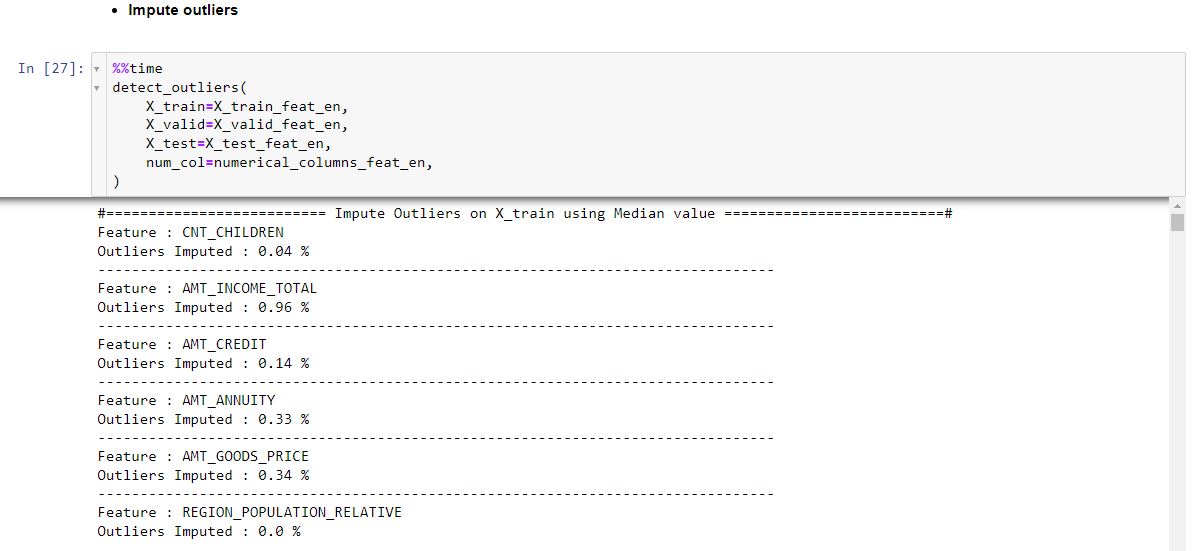 • Impute outliers
In [27]:
%%time
detect_outliers(
    X_train=X_train_feat_en,
    X_valid=X_valid_feat_en,
    X_test=X_test_feat_en,
    num_col=numerical_columns_feat_en,
)
#========================== Impute Outliers on X_train using Median value ==========================#
Feature : CNT_CHILDREN
Outliers Imputed : 0.04 %
--------------------------------------------------------------------------------
Feature : AMT_INCOME_TOTAL
Outliers Imputed : 0.96 %
--------------------------------------------------------------------------------
Feature : AMT_CREDIT
Outliers Imputed : 0.14 %
--------------------------------------------------------------------------------
Feature : AMT_ANNUITY
Outliers Imputed : 0.33 %
--------------------------------------------------------------------------------
Feature : AMT_GOODS_PRICE
Outliers Imputed : 0.34 %
--------------------------------------------------------------------------------
Feature : REGION_POPULATION_RELATIVE
Outliers Imputed : 0.0 %